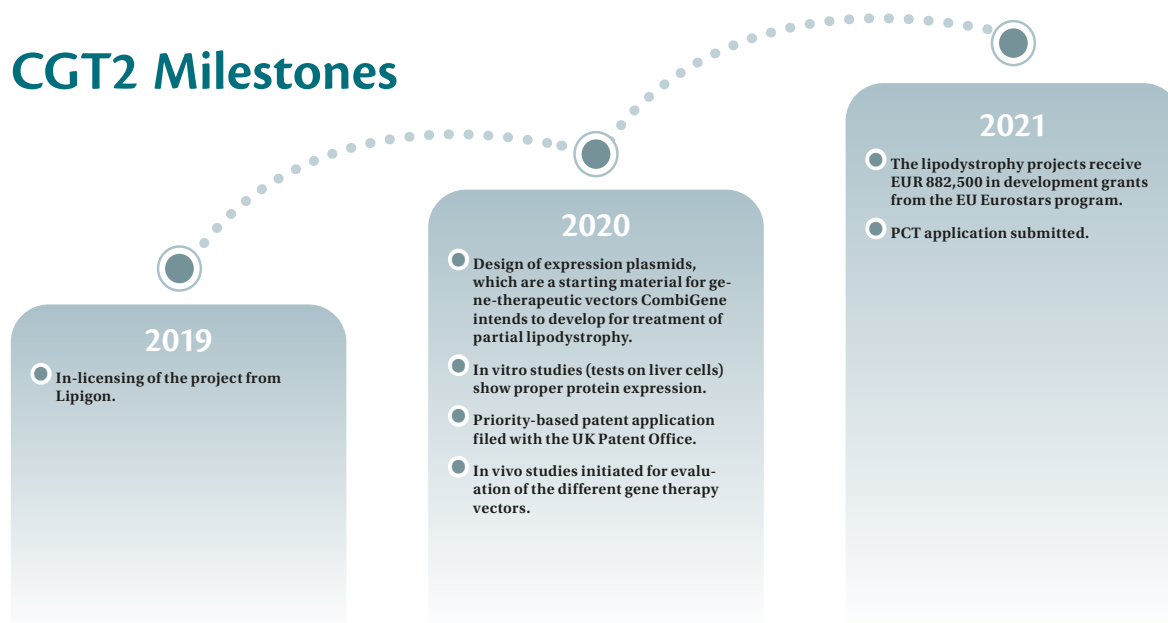 CGT2 Milestones
2019
In-licensing of the project from
Lipigon.
2020
Design of expression plasmids,
which are a starting material for ge-
ne-therapeutic vectors CombiGene
intends to develop for treatment of
partial lipodystrophy.
In vitro studies (tests on liver cells)
show proper protein expression.
Priority-based patent application
filed with the UK Patent Office.
In vivo studies initiated for evalu-
ation of the different gene therapy
vectors.
2021
The lipodystrophy projects receive
EUR 882,500 in development grants
from the EU Eurostars program.
PCT application submitted.